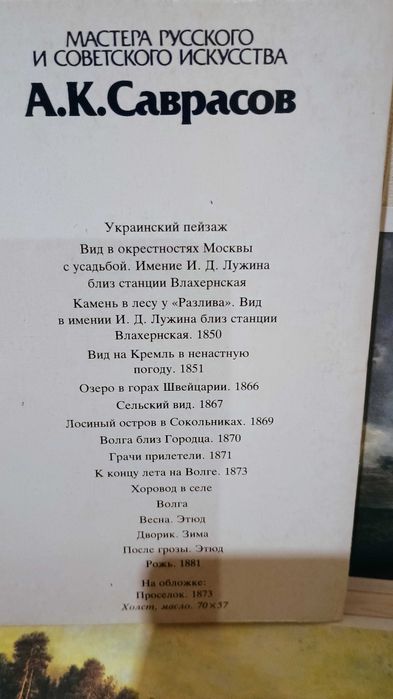 МАСТЕРА РУССКОГО
И СОВЕТСКОГО ИСКУССТВА
А.К.Саврасов
Украинский пейзаж
Вид в окрестностях Москвы
с усадьбой. Имение И. Д. Лужина
близ станции Влахернская
Камень в лесу у «Разлива». Вид
в имении И. Д. Лужина близ станции
Влахернская. 1850
Вид на Кремль в ненастную
погоду. 1851
Озеро в горах Швейцарии. 1866
Сельский вид. 1867
Лосиный остров в Сокольниках. 1869
Волга близ Городца. 1870
Грачи прилетели. 1871
К концу лета на Волге. 1873
Хоровод в селе
Волга
Весна. Этюд
Дворик. Зима
После грозы. Этюд
Рожь. 1881
На обложке:
Проселок. 1873
Холст, масло. 70×57